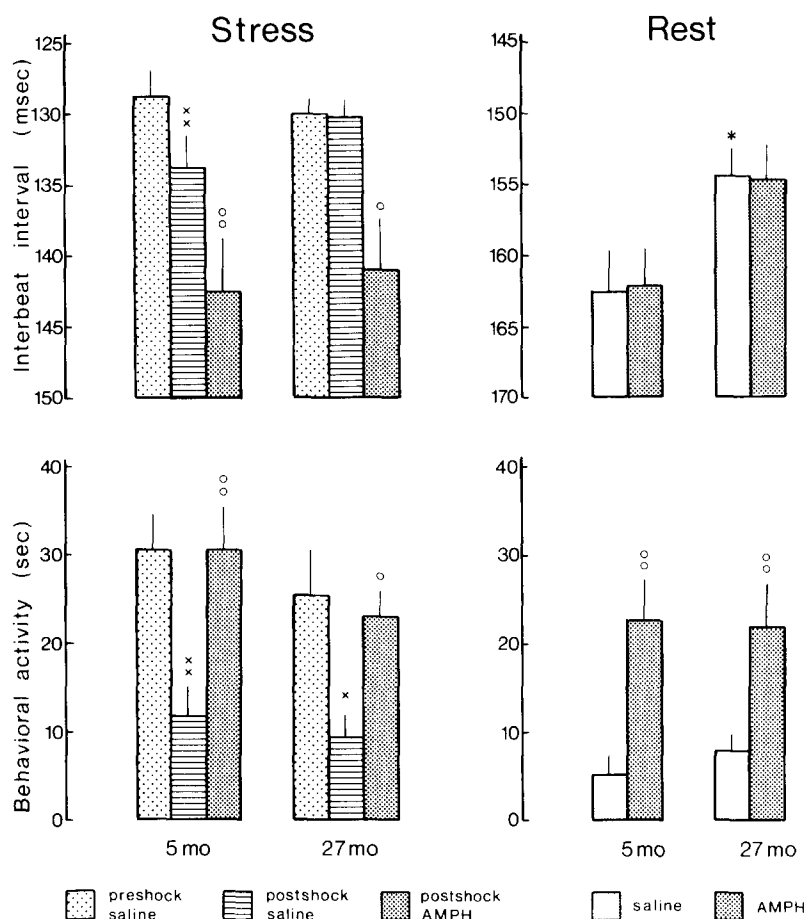 Stress
Rest
Interbeat interval (msec)
125
130
135
140
145
150
145
150
155
160
165
170
Behavioral activity (sec)
40
30
20
10
0
40
30
20
10
0
5 mo
27 mo
5 mo
27 mo
preshock saline
postshock saline
postshock AMPH
saline
AMPH